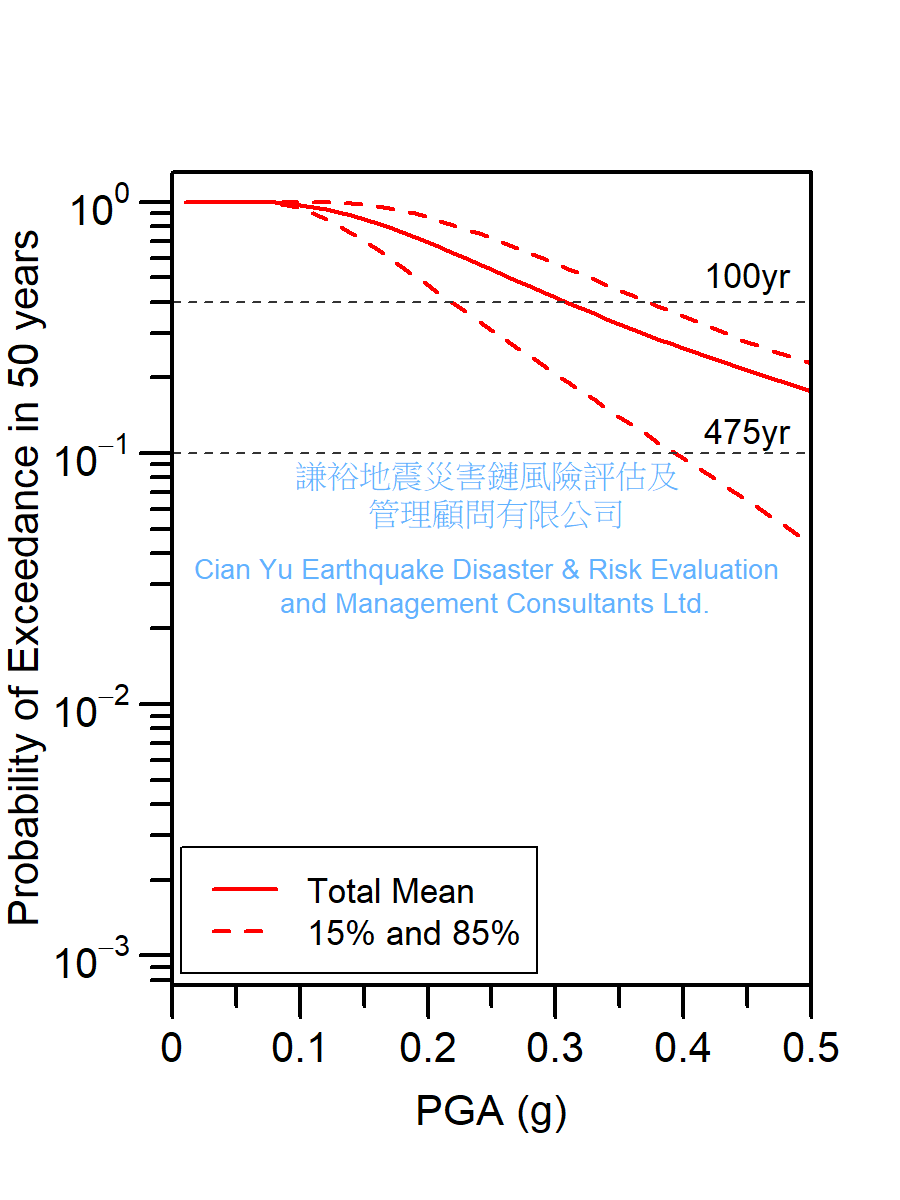 Probability of Exceedance in 50 years
10⁰
10⁻¹
10⁻²
10⁻³
100yr
475yr
謙裕地震災害鏈風險評估及
管理顧問有限公司
Cian Yu Earthquake Disaster & Risk Evaluation
and Management Consultants Ltd.
Total Mean
15% and 85%
0 0.1 0.2 0.3 0.4 0.5
PGA (g)